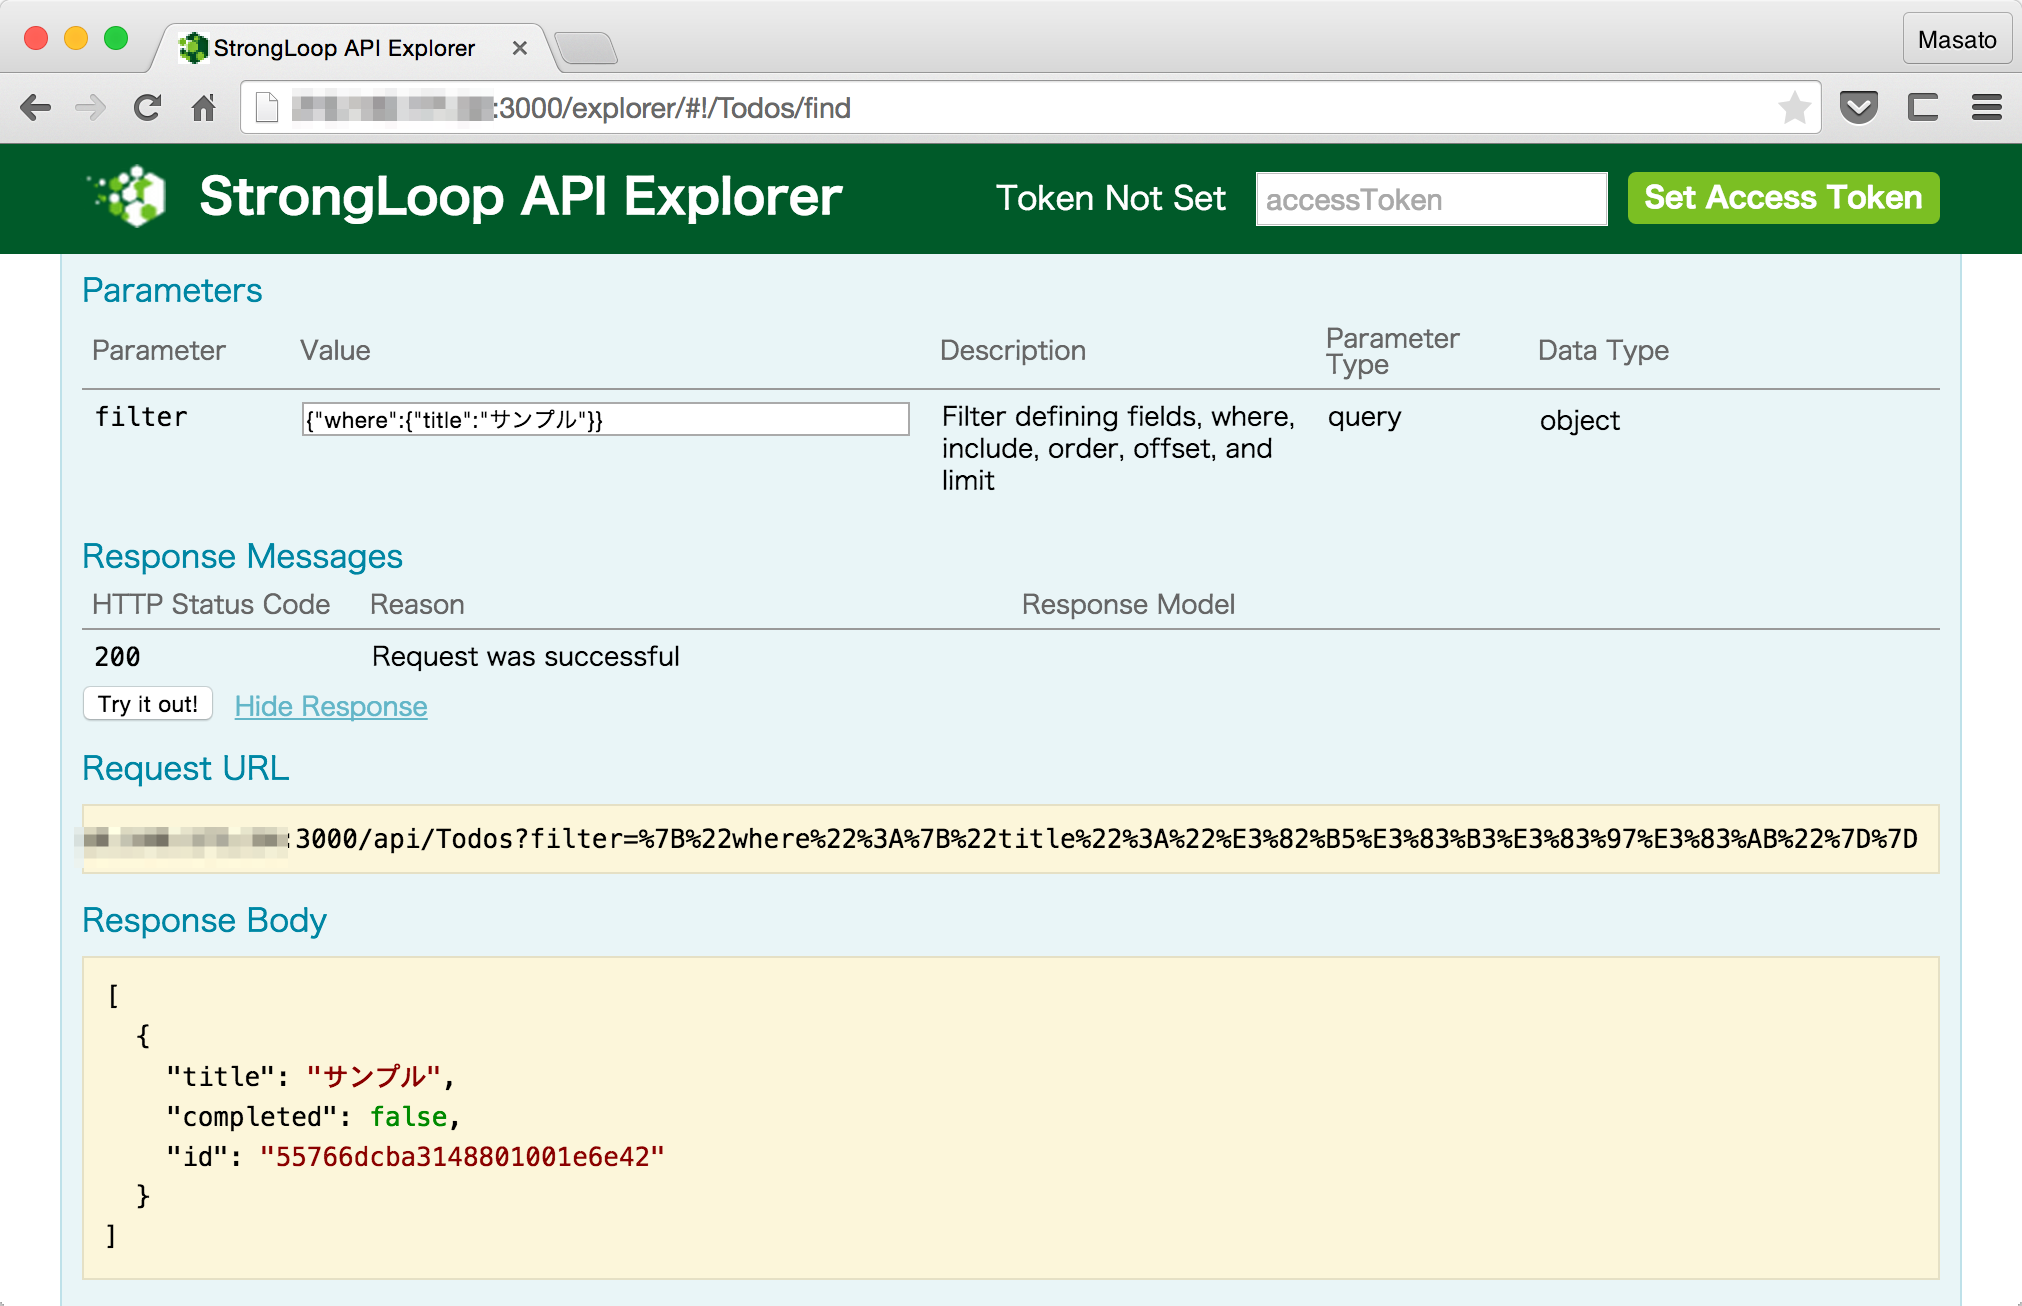 StrongLoop API Explorer
Masato
:3000/explorer/#!/Todos/find
StrongLoop API Explorer
Token Not Set
accessToken
Set Access Token
Parameters
Parameter Value Description Parameter Type Data Type
filter {"where":{"title":"サンプル"}} Filter defining fields, where, query object
include, order, offset, and
limit
Response Messages
HTTP Status Code Reason Response Model
200 Request was successful
Try it out! Hide Response
Request URL
:3000/api/Todos?filter=%7B%22where%22%3A%7B%22title%22%3A%22%E3%82%B5%E3%83%B3%E3%83%97%E3%83%AB%22%7D%7D
Response Body
[
{
"title": "サンプル",
"completed": false,
"id": "55766dcba3148801001e6e42"
}
]